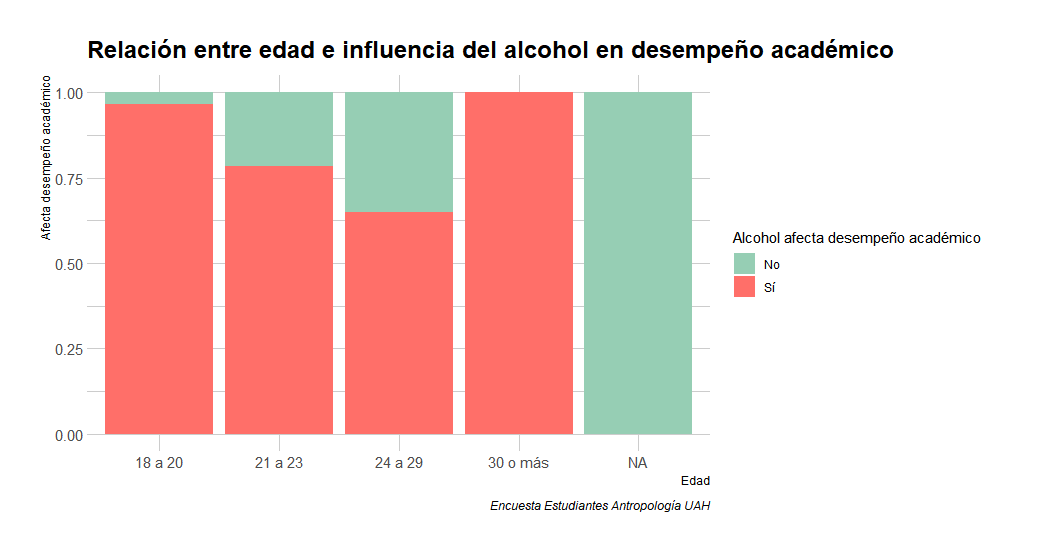 Relación entre edad e influencia del alcohol en desempeño académico
Afecta desempeño académico
1.00
0.75
0.50
0.25
0.00
18 a 20
21 a 23
24 a 29
30 o más
NA
Edad
Encuesta Estudiantes Antropología UAH
Alcohol afecta desempeño académico
No
Sí